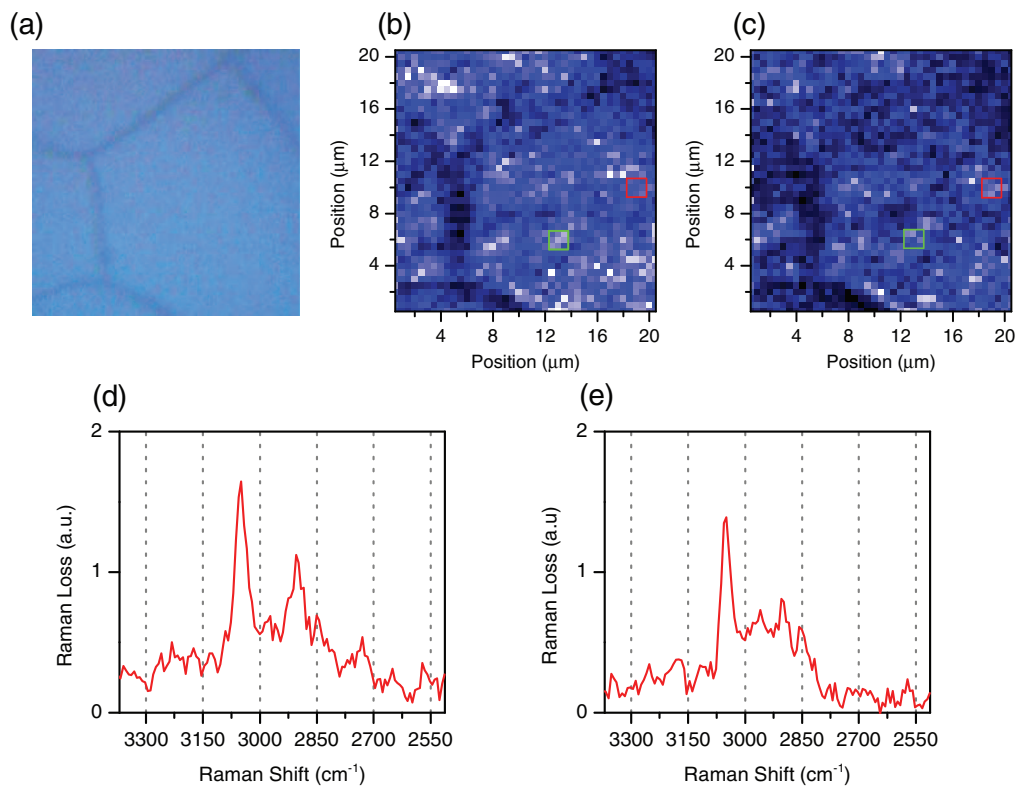 (a)
(b)
(c)
20
16
12
8
4
Position (μm)
4 8 12 16 20
Position (μm)
20
16
12
8
4
Position (μm)
4 8 12 16 20
Position (μm)
(d)
2
1
0
Raman Loss (a.u.)
3300 3150 3000 2850 2700 2550
Raman Shift (cm⁻¹)
(e)
2
1
0
Raman Loss (a.u)
3300 3150 3000 2850 2700 2550
Raman Shift (cm⁻¹)